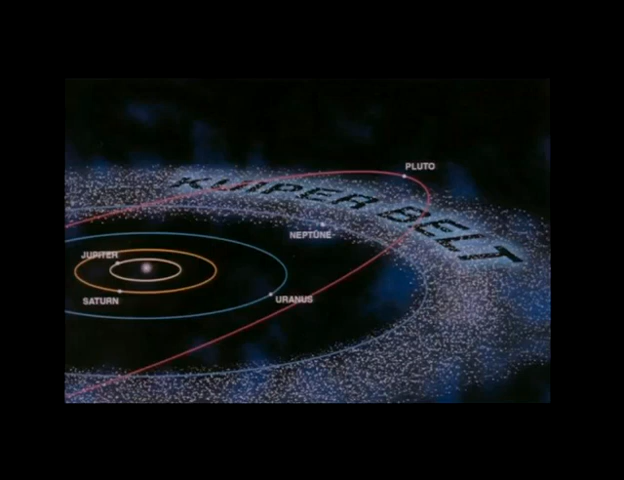 PLUTO
KUIPER BELT
NEPTUNE
JUPITER
SATURN
URANUS